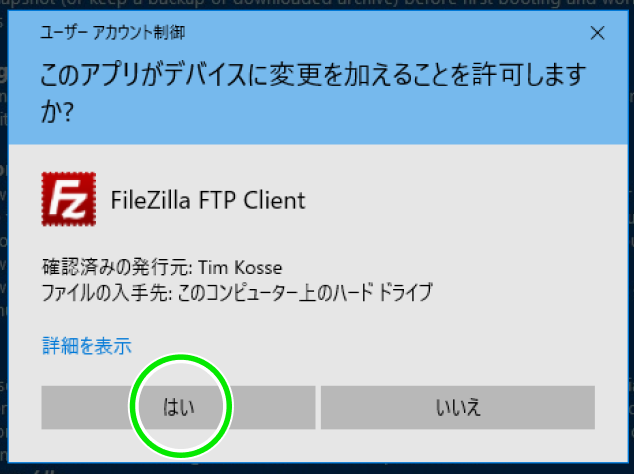 apshot (or keep a backup or downloaded archive) before first booting and wor
ユーザー アカウント制御
このアプリがデバイスに変更を加えることを許可します
か?
Fz
FileZilla FTP Client
確認済みの発行元: Tim Kosse
ファイルの入手先: このコンピューター上のハード ドライブ
詳細を表示
はい
いいえ